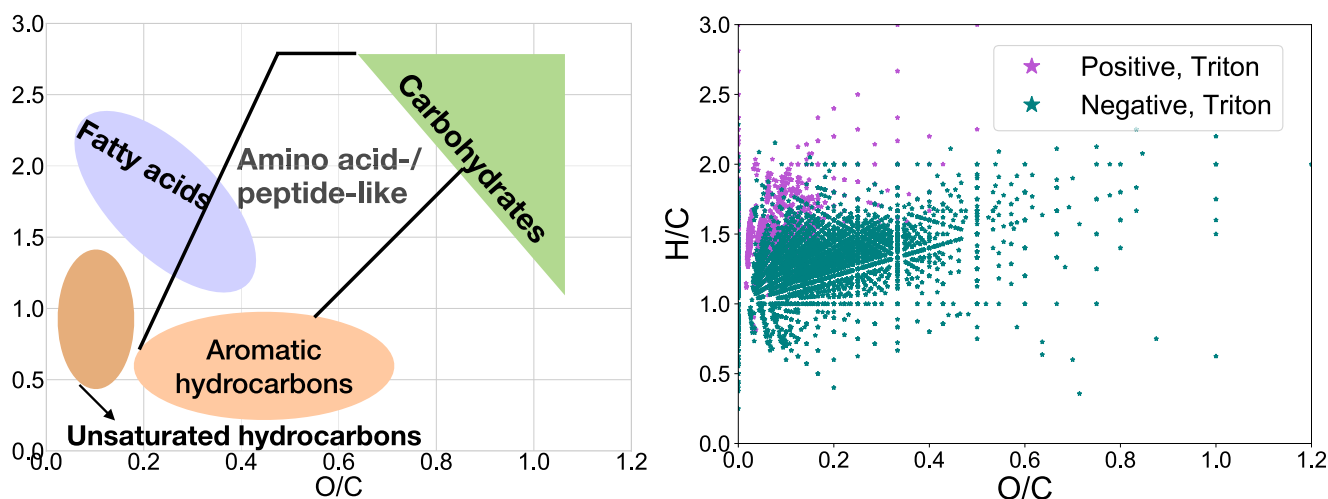 3.0
2.5
2.0
1.5
1.0
0.5
0.0
Fatty acids
Amino acid-/
peptide-like
Carbohydrates
Aromatic
hydrocarbons
Unsaturated hydrocarbons
0.0 0.2 0.4 0.6 0.8 1.0 1.2
O/C
H/C
3.0
2.5
2.0
1.5
1.0
0.5
0.0
Positive, Triton
Negative, Triton
0.0 0.2 0.4 0.6 0.8 1.0 1.2
O/C